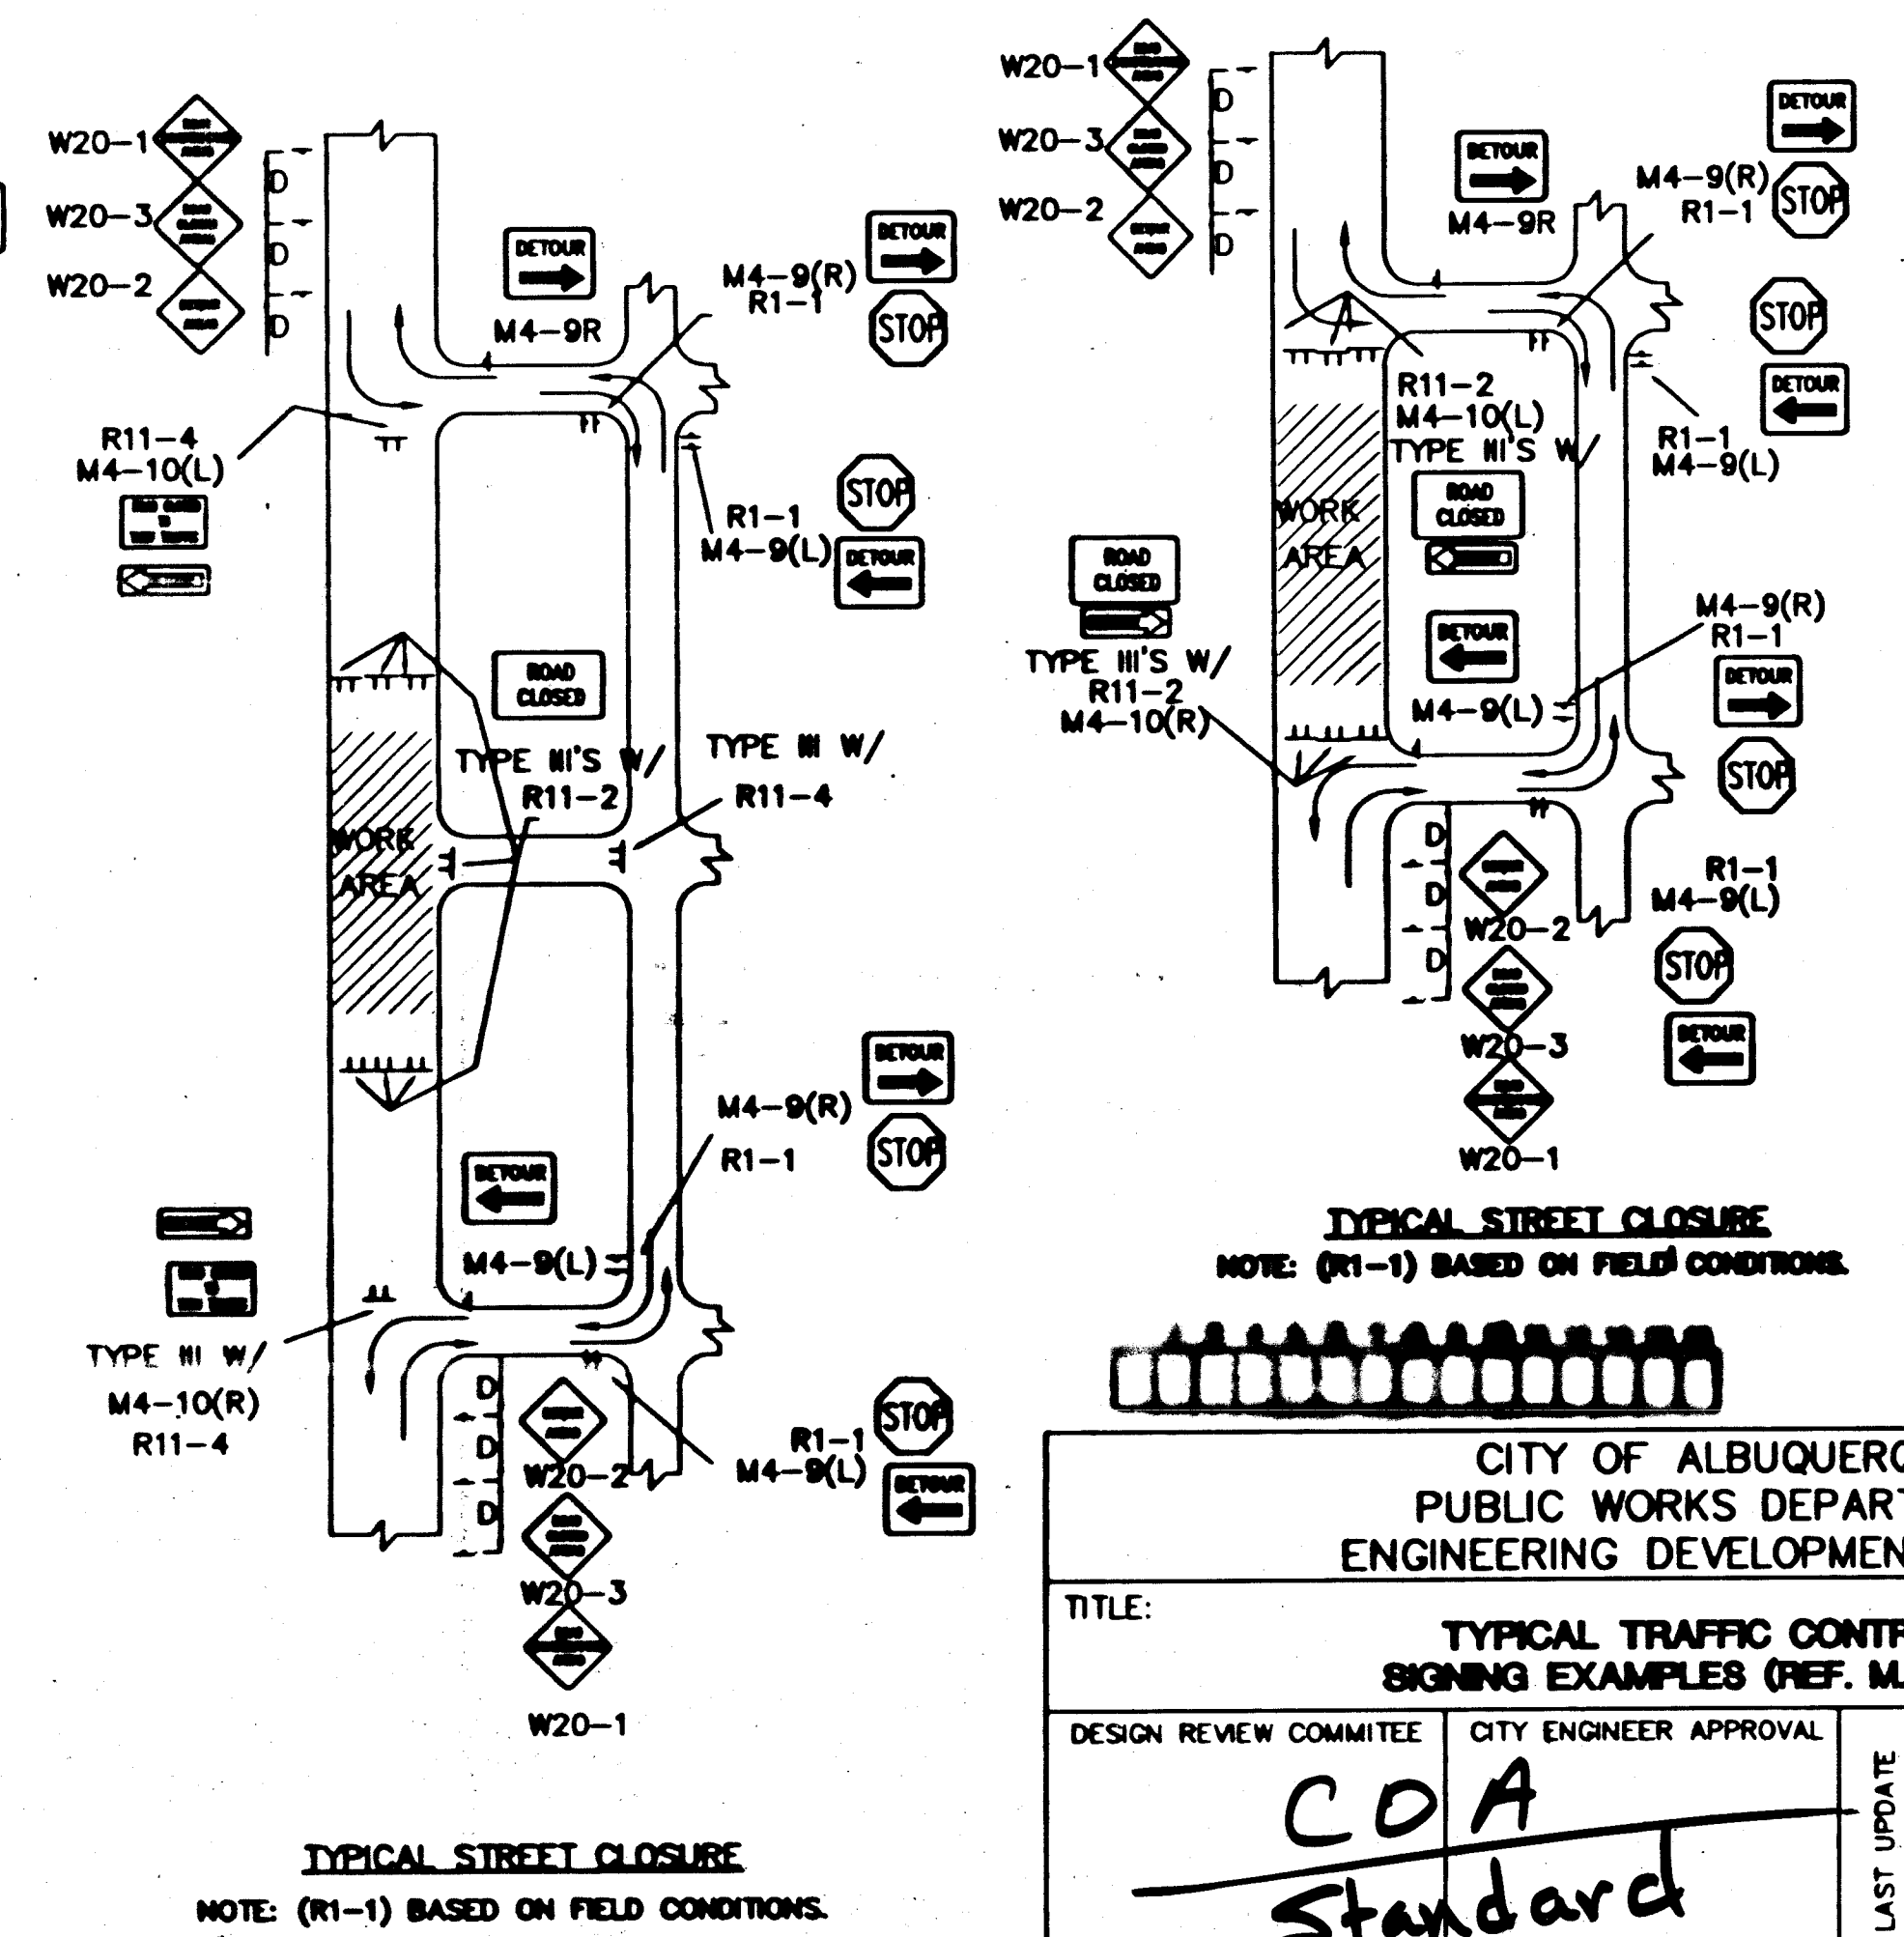 W20-1
W20-3
W20-2
D
D
D
DETOUR
M4-9R
M4-9(R)
R1-1
DETOUR
STOP
R11-4
M4-10(L)
R1-1
M4-9(L)
STOP
DETOUR
ROAD
CLOSED
TYPE III'S W/
R11-2
TYPE III W/
R11-4
WORK
AREA
M4-9(R)
R1-1
DETOUR
STOP
DETOUR
M4-9(L)
TYPE III W/
M4-10(R)
R11-4
D
D
D
W20-2
W20-3
W20-1
R1-1
M4-9(L)
STOP
DETOUR
TYPICAL STREET CLOSURE
NOTE: (R1-1) BASED ON FIELD CONDITIONS.
W20-1
W20-3
W20-2
ROAD
CLOSED
AHEAD
D
D
D
DETOUR
M4-9R
M4-9(R)
R1-1
DETOUR
STOP
STOP
DETOUR
R1-1
M4-9(L)
R11-2
M4-10(L)
TYPE III'S W/
ROAD
CLOSED
WORK
AREA
ROAD
CLOSED
TYPE III'S W/
R11-2
M4-10(R)
DETOUR
M4-9(L)
M4-9(R)
R1-1
DETOUR
STOP
D
D
D
W20-2
W20-3
W20-1
R1-1
M4-9(L)
STOP
DETOUR
TYPICAL STREET CLOSURE
NOTE: (R1-1) BASED ON FIELD CONDITIONS.
CITY OF ALBUQUERQ
PUBLIC WORKS DEPART
ENGINEERING DEVELOPMEN
TITLE:
TYPICAL TRAFFIC CONTR
SIGNING EXAMPLES (REF. M.
DESIGN REVIEW COMMITEE
CITY ENGINEER APPROVAL
LAST UPDATE
COA
Standard